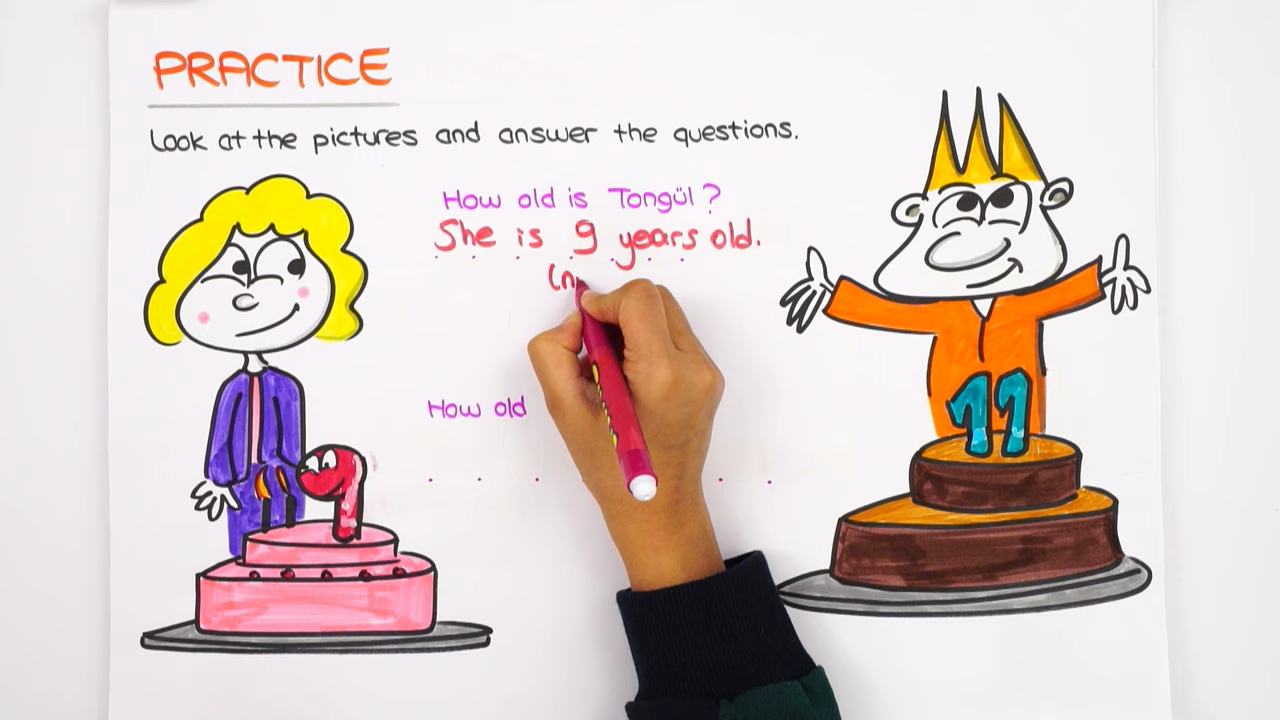 PRACTICE
Look at the pictures and answer the questions.
How old is Tongül?
She is 9 years old.
(n
How old
9
11